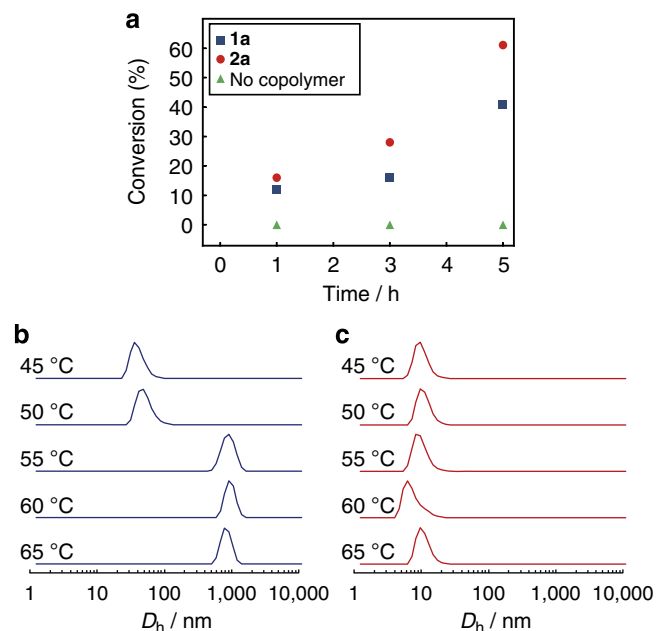 a
1a
2a
No copolymer
Conversion (%)
60
50
40
30
20
10
0
0 1 2 3 4 5
Time / h
b
45 °C
50 °C
55 °C
60 °C
65 °C
1 10 100 1,000 10,000
Dh / nm
c
45 °C
50 °C
55 °C
60 °C
65 °C
1 10 100 1,000 10,000
Dh / nm